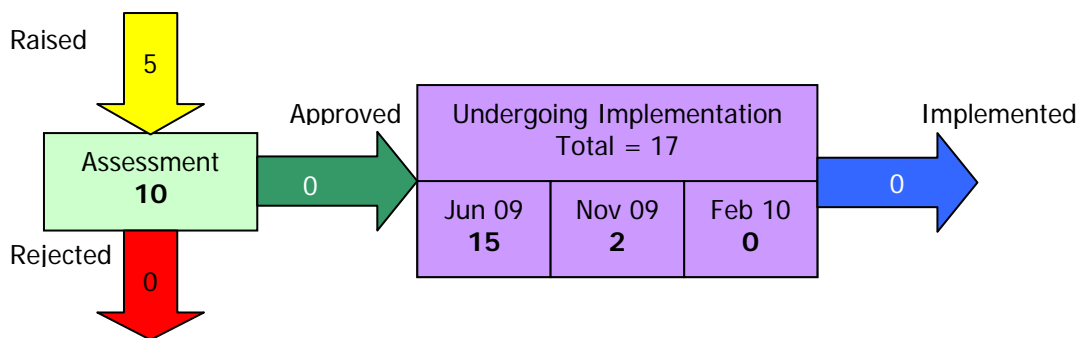 Raised
5
Approved
Undergoing Implementation
Total = 17
Implemented
Assessment
10
0
0
Jun 09
15
Nov 09
2
Feb 10
0
Rejected
0